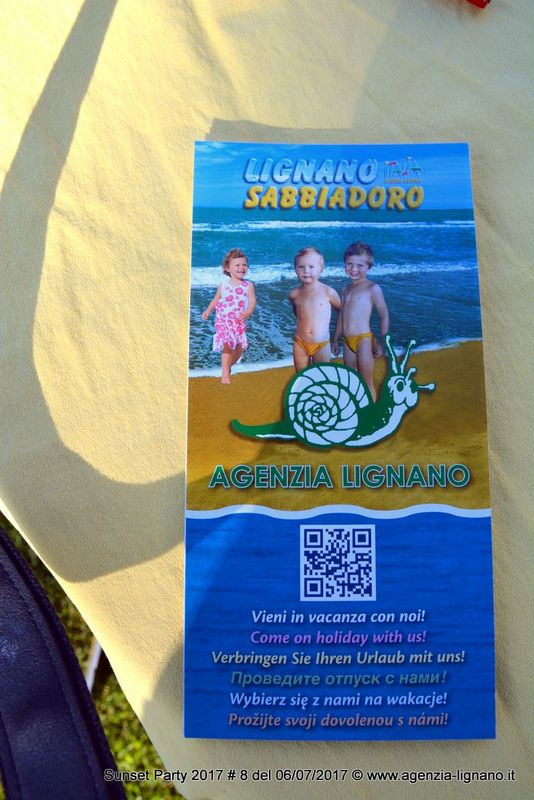 LIGNANO
SABBIADORO
AGENZIA LIGNANO
Vieni in vacanza con noi!
Come on holiday with us!
Verbringen Sie Ihren Urlaub mit uns!
Проведите отпуск с нами!
Wybierz się z nami na wakacje!
Prožijte svoji dovolenou s námi!
Sunset Party 2017 # 8 del 06/07/2017 © www.agenzia-lignano.it